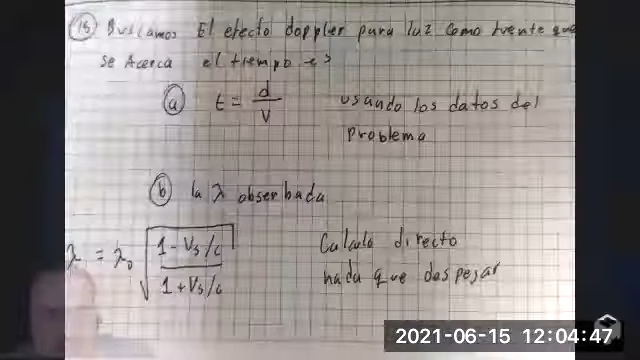 (15) Buscamos El efecto doppler para luz como fuente que
se Acerca el tiempo es
(a) t = d/v usando los datos del
problema
(b) la λ obserbada
λ = λ₀ √((1 - Vs/c)/(1 + Vs/c)) Calculo directo
nada que despejar
2021-06-15 12:04:47